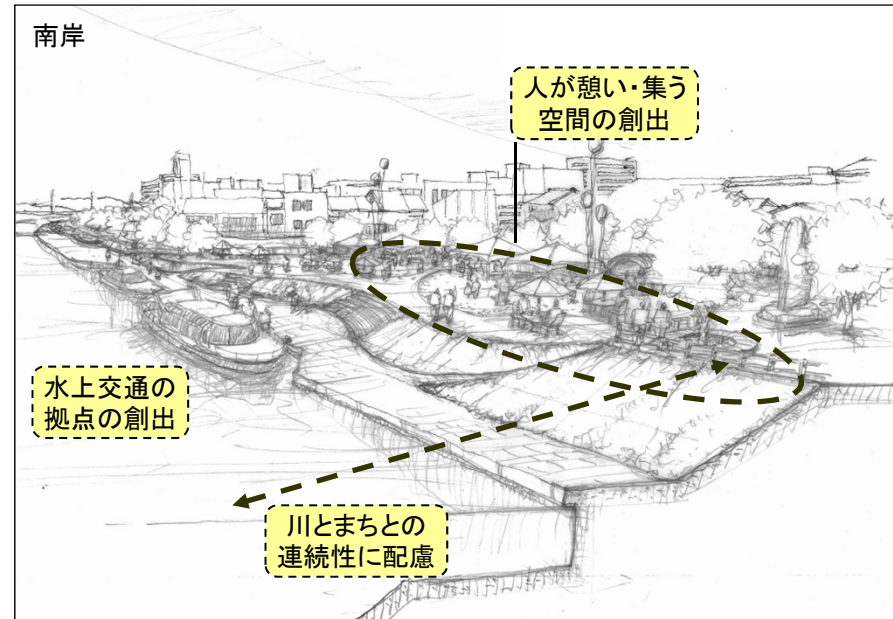 南岸
人が憩い・集う
空間の創出
水上交通の
拠点の創出
川とまちとの
連続性に配慮